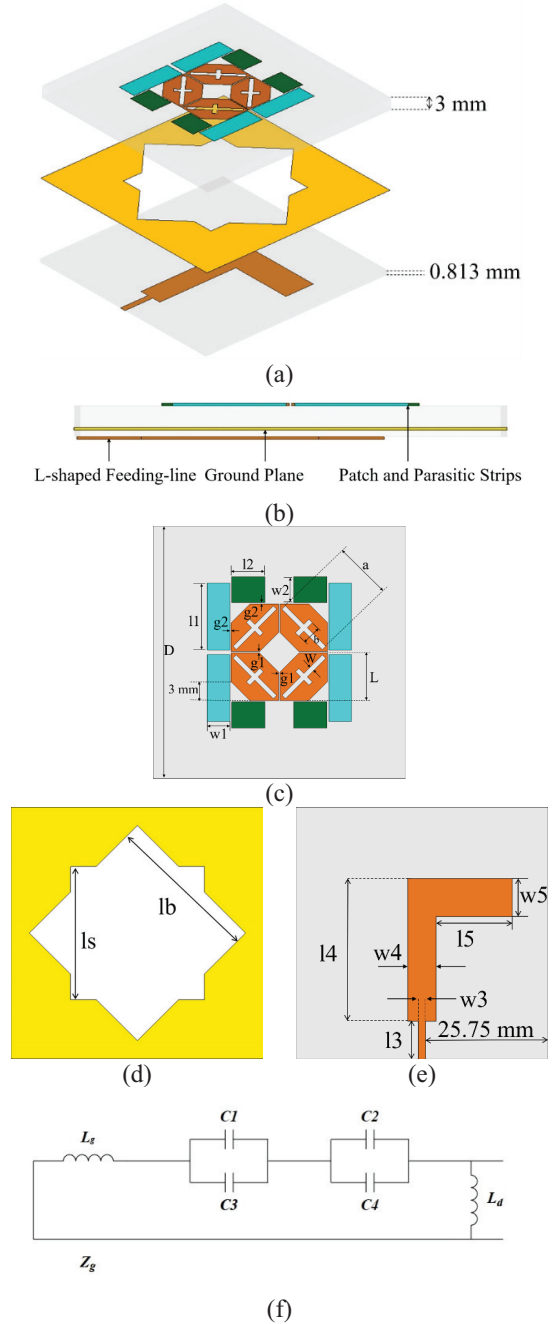 3 mm
0.813 mm
(a)
L-shaped Feeding-line Ground Plane Patch and Parasitic Strips
(b)
l2
w2
a
l1
g2
g2
b
D
g1
w
L
3 mm
g1
w1
(c)
lb
ls
(d)
w5
l5
l4
w4
w3
25.75 mm
l3
(e)
C1
C2
Lg
C3
C4
Ld
Zg
(f)